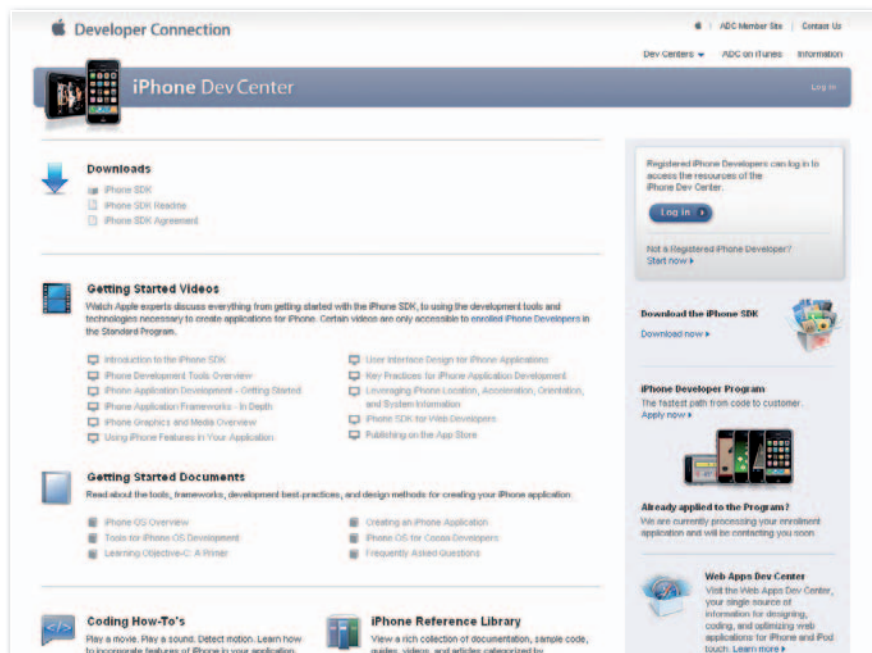 Developer Connection
ADC Member Site | Contact Us
Dev Centers ADC on iTunes Information
iPhone Dev Center
Log in
Downloads
iPhone SDK
iPhone SDK Readme
iPhone SDK Agreement
Getting Started Videos
Watch Apple experts discuss everything from getting started with the iPhone SDK, to using the development tools and
technologies necessary to create applications for iPhone. Certain videos are only accessible to enrolled iPhone Developers in
the Standard Program.
Introduction to the iPhone SDK
iPhone Development Tools Overview
iPhone Application Development - Getting Started
iPhone Application Frameworks - In Depth
iPhone Graphics and Media Overview
Using iPhone Features in Your Application
User Interface Design for iPhone Applications
Key Practices for iPhone Application Development
Leveraging iPhone Location, Acceleration, Orientation,
and System Information
iPhone SDK for Web Developers
Publishing on the App Store
Getting Started Documents
Read about the tools, frameworks, development best-practices, and design methods for creating your iPhone application
iPhone OS Overview
Tools for iPhone OS Development
Learning Objective-C: A Primer
Creating an iPhone Application
iPhone OS for Cocoa Developers
Frequently Asked Questions
Coding How-To's
Play a movie. Play a sound. Detect motion. Learn how
to incorporate features of iPhone in your application.
iPhone Reference Library
View a rich collection of documentation, sample code,
guides, videos, and articles categorized by
Registered iPhone Developers can log in to
access the resources of the
iPhone Dev Center.
Log in
Not a Registered iPhone Developer?
Start now
Download the iPhone SDK
Download now
iPhone Developer Program
The fastest path from code to customer.
Apply now
Already applied to the Program?
We are currently processing your enrollment
application and will be contacting you soon.
Web Apps Dev Center
Visit the Web Apps Dev Center,
your single source of
information for designing,
coding, and optimizing web
applications for iPhone and iPod
touch. Learn more